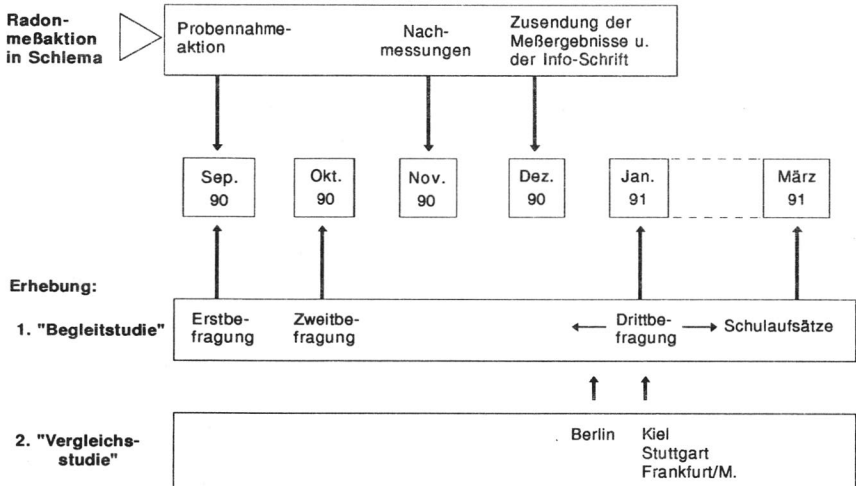 Radon-
meßaktion
in Schlema
Probennahme-
aktion
Nach-
messungen
Zusendung der
Meßergebnisse u.
der Info-Schrift
Sep.
90
Okt.
90
Nov.
90
Dez.
90
Jan.
91
März
91
Erhebung:
1. "Begleitstudie"
Erstbe-
fragung
Zweitbe-
fragung
Drittbe-
fragung
Schulaufsätze
2. "Vergleichs-
studie"
Berlin
Kiel
Stuttgart
Frankfurt/M.